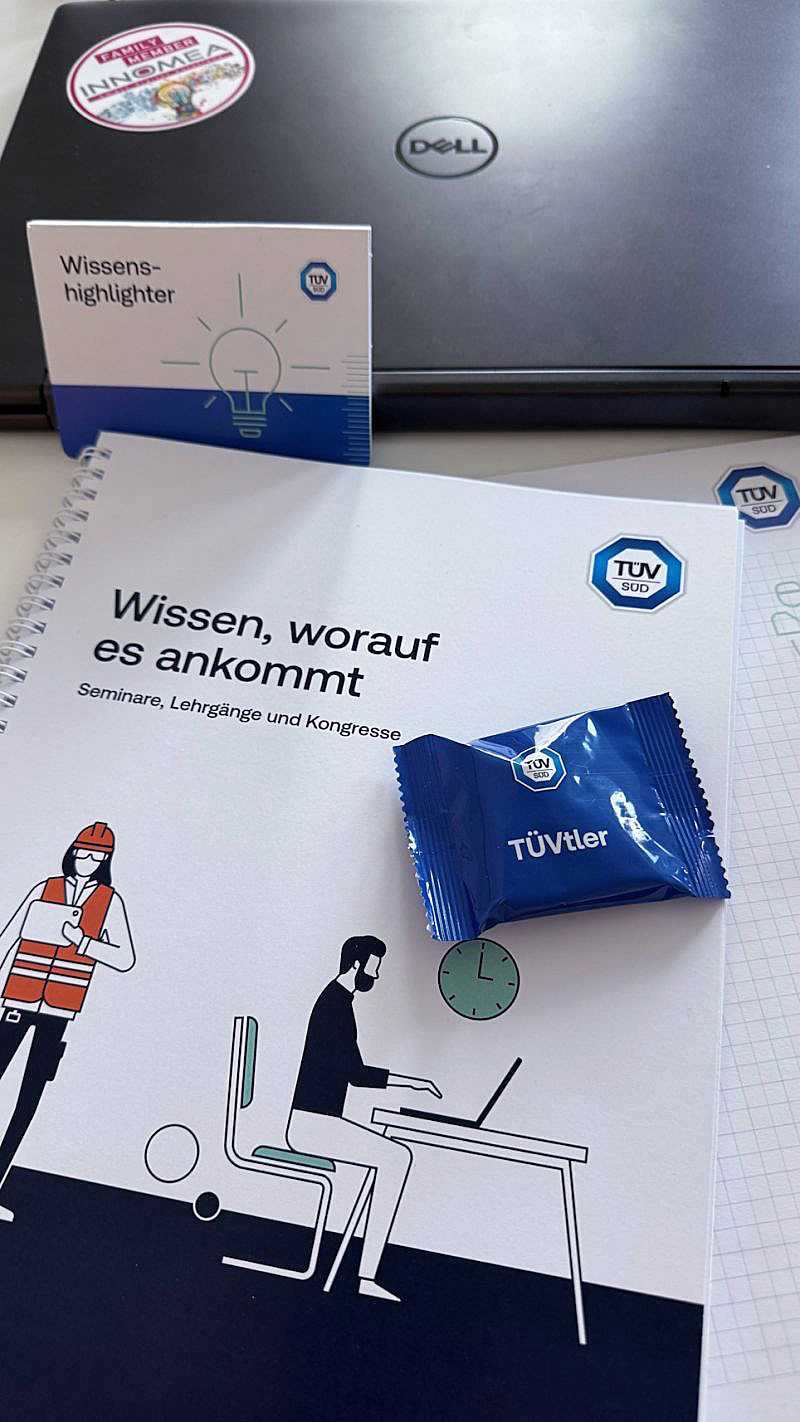 FAMILY
MEMBER
INNOMEA
DELL
Wissens-
highlighter
TÜV
SÜD
TÜV
SÜD
TÜV
SÜD
Wissen, worauf
es ankommt
Seminare, Lehrgänge und Kongresse
TÜV
SÜD
TÜVtler